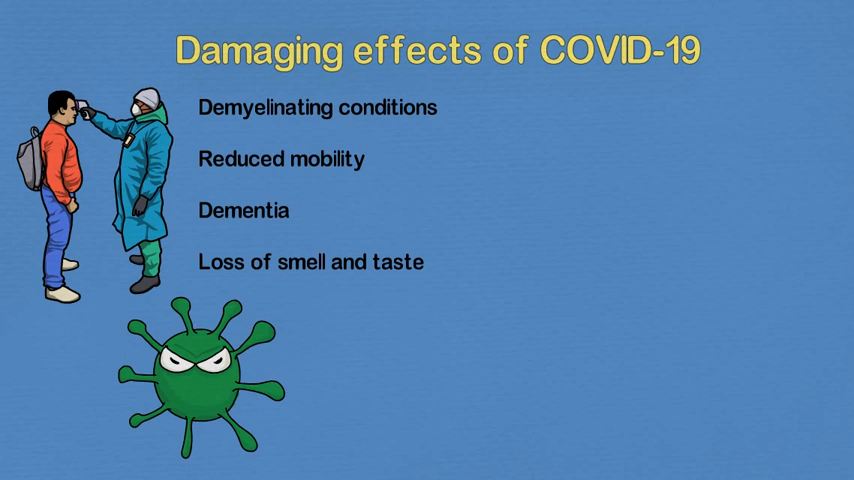 Damaging effects of COVID-19
Demyelinating conditions
Reduced mobility
Dementia
Loss of smell and taste